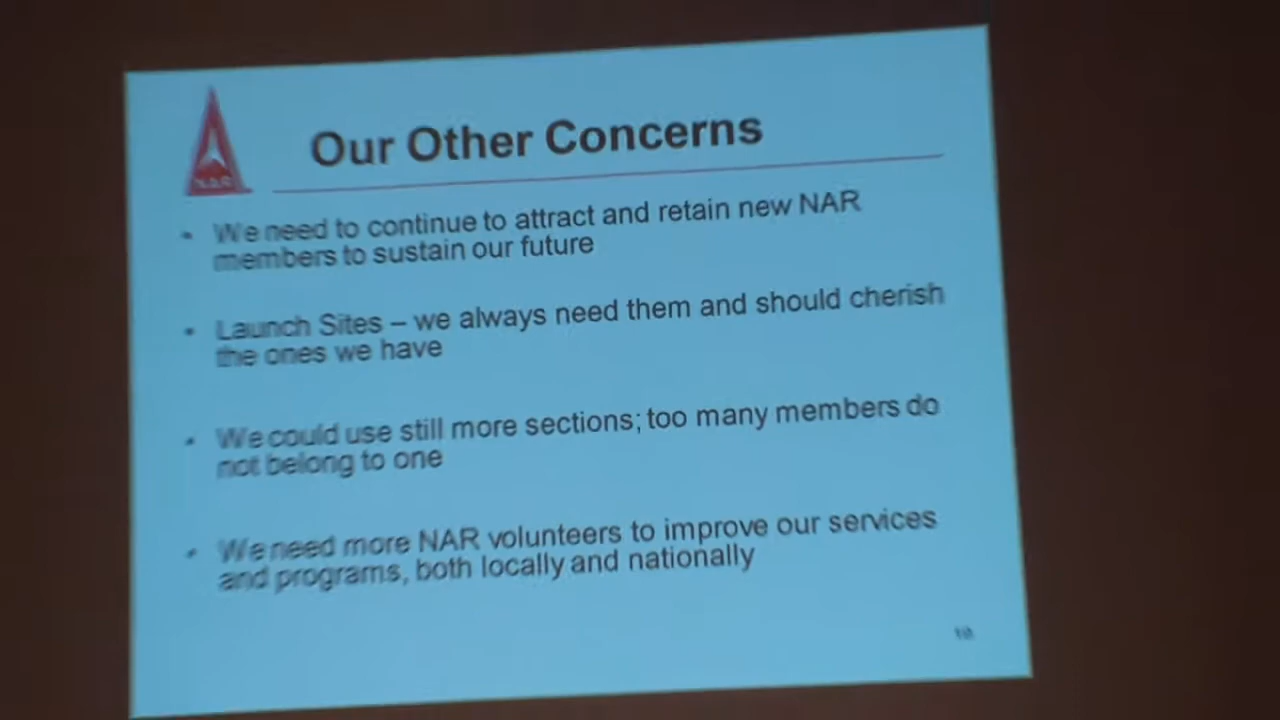 Our Other Concerns
N.A.R
• We need to continue to attract and retain new NAR
members to sustain our future
• Launch Sites – we always need them and should cherish
the ones we have
• We could use still more sections; too many members do
not belong to one
• We need more NAR volunteers to improve our services
and programs, both locally and nationally